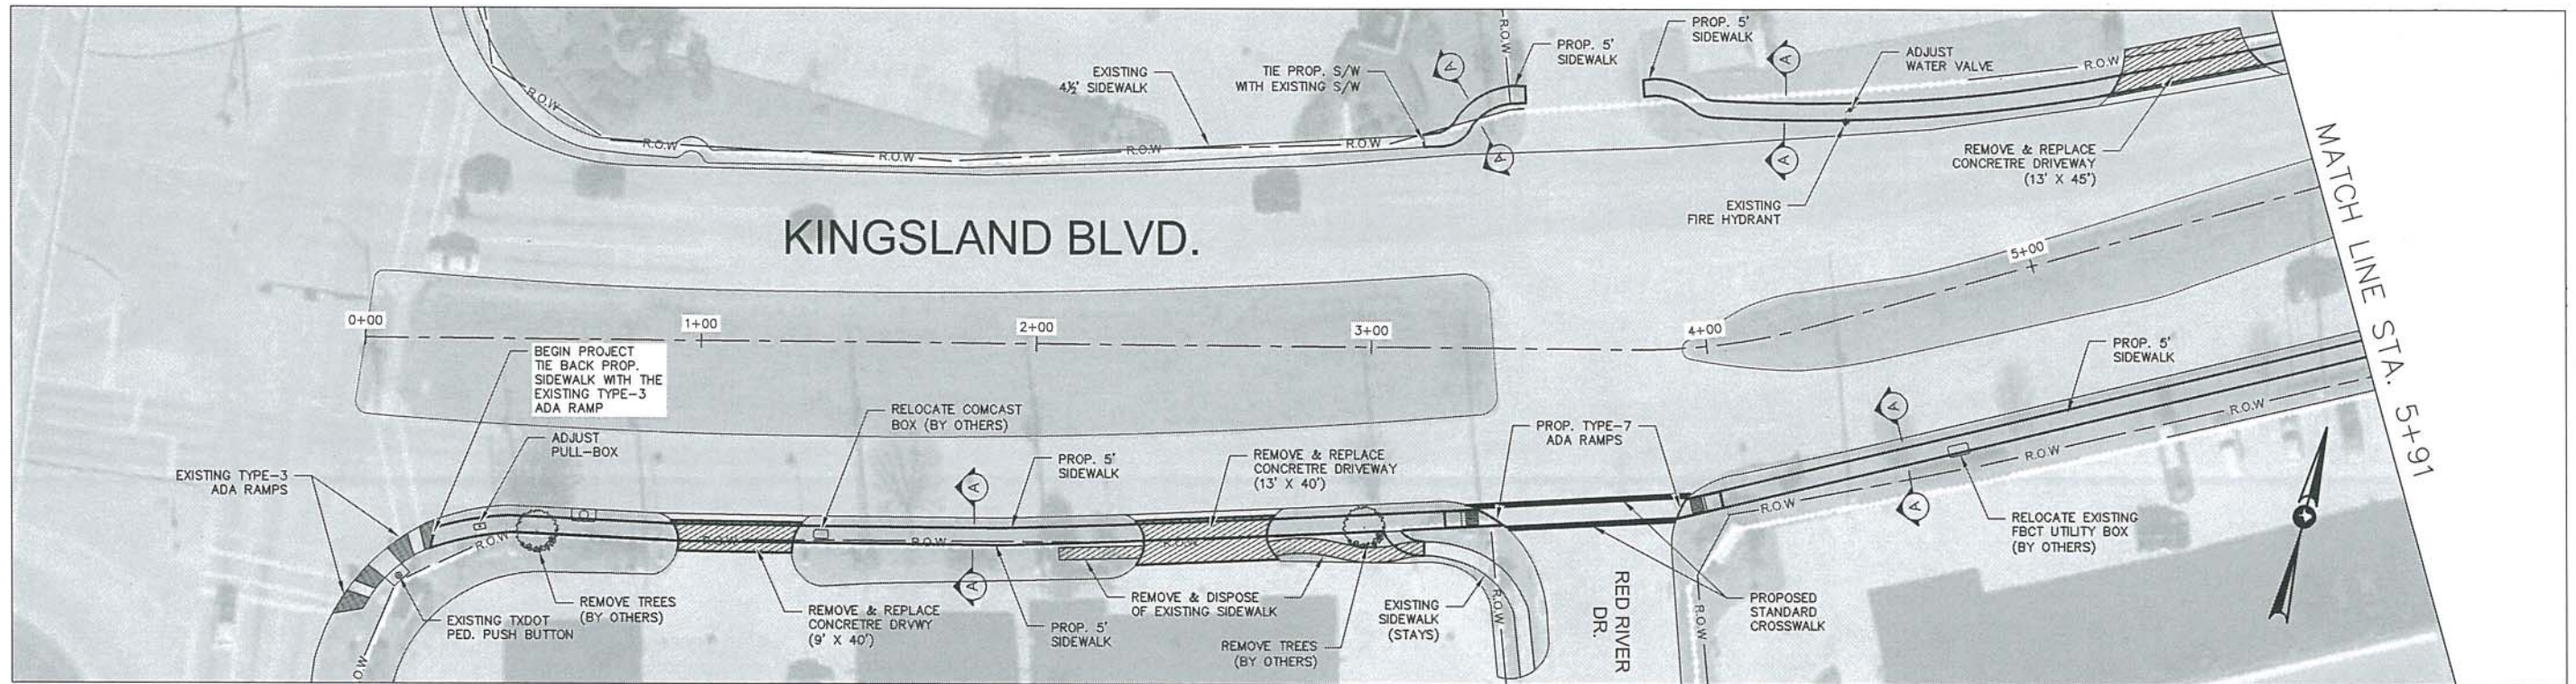 PROP. 5'
SIDEWALK
PROP. 5'
SIDEWALK
EXISTING
4½' SIDEWALK
TIE PROP. S/W
WITH EXISTING S/W
ADJUST
WATER VALVE
R.O.W
R.O.W
R.O.W
R.O.W
R.O.W
R.O.W
R.O.W
A
A
A
A
REMOVE & REPLACE
CONCRETRE DRIVEWAY
(13' X 45')
EXISTING
FIRE HYDRANT
MATCH LINE STA. 5+91
KINGSLAND BLVD.
0+00
1+00
2+00
3+00
4+00
5+00
BEGIN PROJECT
TIE BACK PROP.
SIDEWALK WITH THE
EXISTING TYPE-3
ADA RAMP
ADJUST
PULL-BOX
EXISTING TYPE-3
ADA RAMPS
RELOCATE COMCAST
BOX (BY OTHERS)
PROP. 5'
SIDEWALK
REMOVE & REPLACE
CONCRETRE DRIVEWAY
(13' X 40')
PROP. TYPE-7
ADA RAMPS
PROP. 5'
SIDEWALK
A
A
A
A
R.O.W
R.O.W
R.O.W
R.O.W
R.O.W
R.O.W
R.O.W
R.O.W
R.O.W
O.W
EXISTING TXDOT
PED. PUSH BUTTON
REMOVE TREES
(BY OTHERS)
REMOVE & REPLACE
CONCRETRE DRVWY
(9' X 40')
PROP. 5'
SIDEWALK
REMOVE & DISPOSE
OF EXISTING SIDEWALK
REMOVE TREES
(BY OTHERS)
EXISTING
SIDEWALK
(STAYS)
RED RIVER
DR.
PROPOSED
STANDARD
CROSSWALK
RELOCATE EXISTING
FBCT UTILITY BOX
(BY OTHERS)